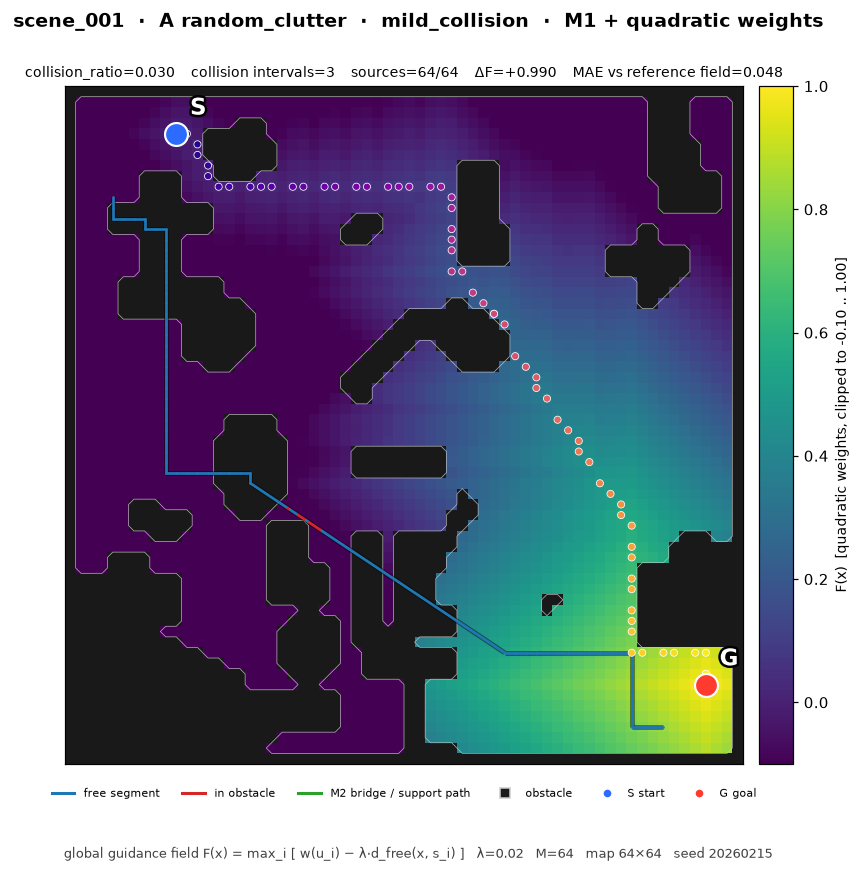 scene_001 · A random_clutter · mild_collision · M1 + quadratic weights
collision_ratio=0.030 collision intervals=3 sources=64/64 ΔF=+0.990 MAE vs reference field=0.048
S
G
1.0
0.8
0.6
0.4
0.2
0.0
F(x) [quadratic weights, clipped to -0.10 .. 1.00]
free segment in obstacle M2 bridge / support path obstacle S start G goal
global guidance field F(x) = max_i [ w(u_i) − λ·d_free(x, s_i) ] λ=0.02 M=64 map 64×64 seed 20260215